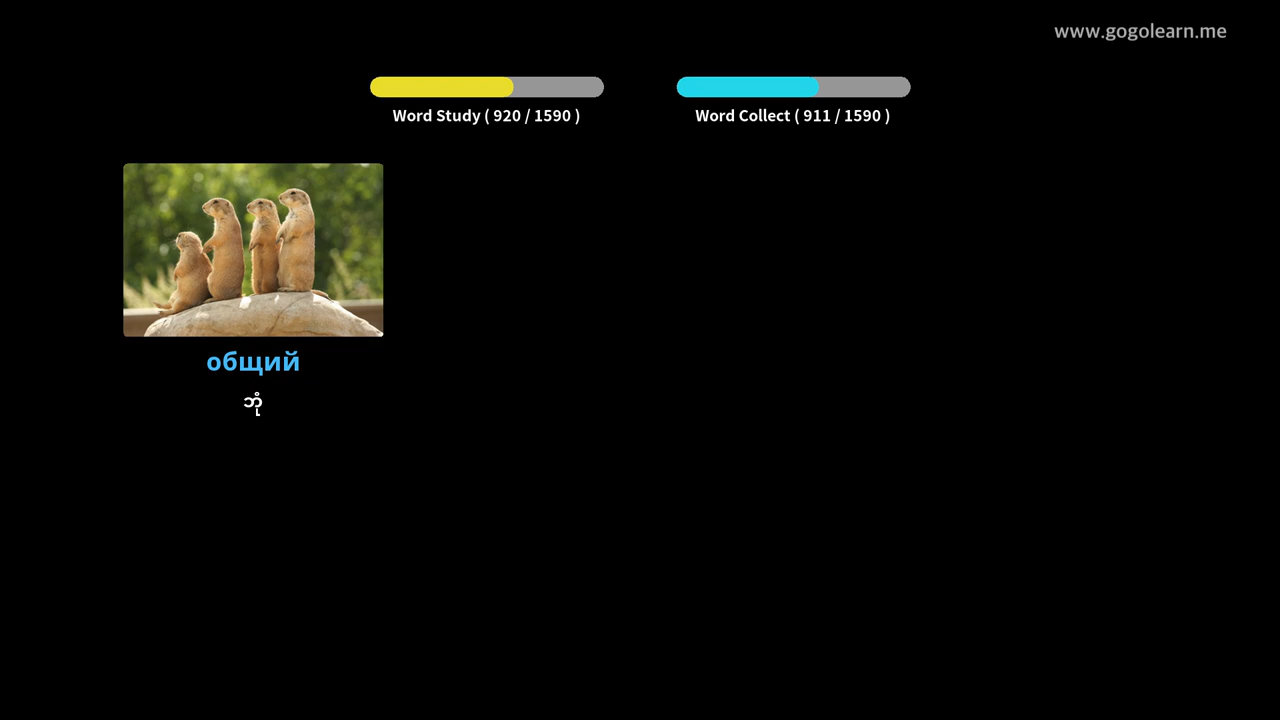 www.gogolearn.me
Word Study ( 920 / 1590 )
Word Collect ( 911 / 1590 )
общий
ဘုံ